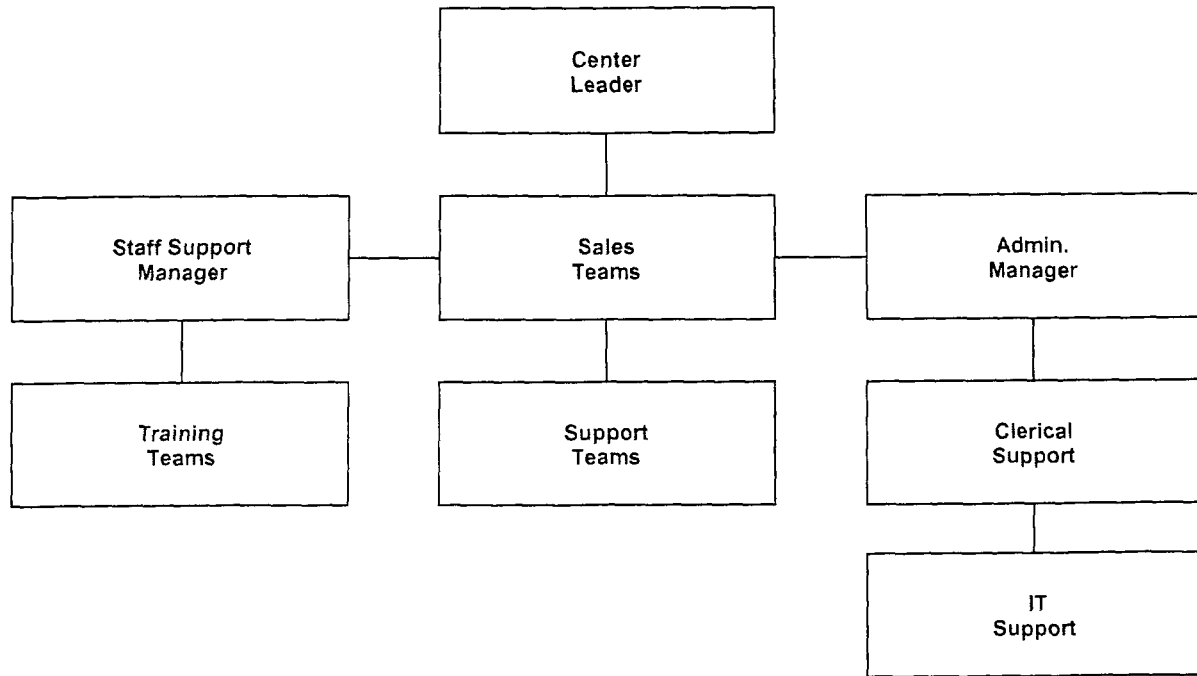 Center
Leader
Staff Support
Manager
Sales
Teams
Admin.
Manager
Training
Teams
Support
Teams
Clerical
Support
IT
Support